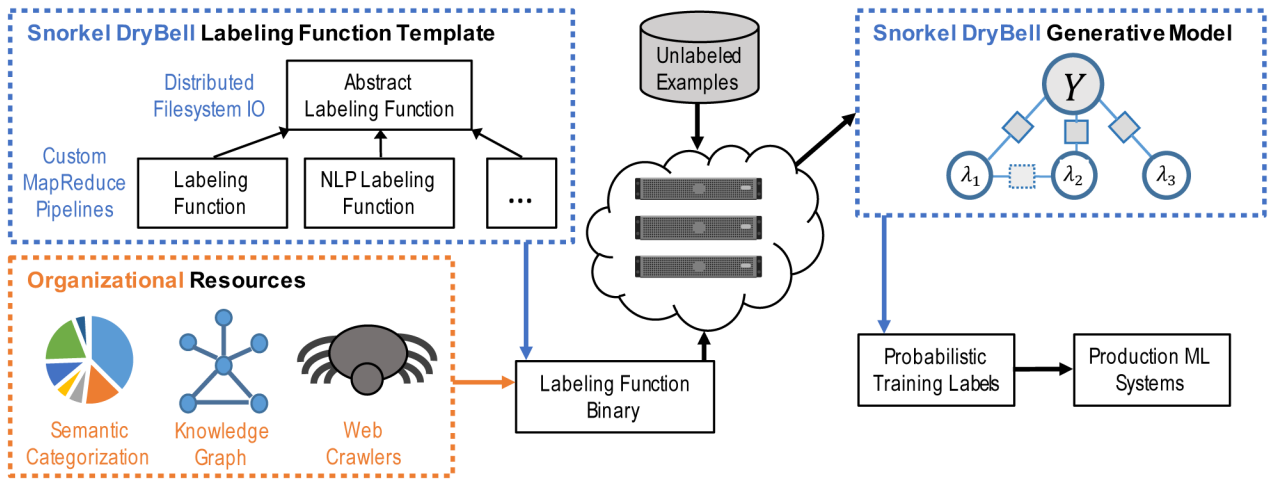 Snorkel DryBell Labeling Function Template
Distributed
Filesystem IO
Abstract
Labeling Function
Custom
MapReduce
Pipelines
Labeling
Function
NLP Labeling
Function
...
Organizational Resources
Semantic
Categorization
Knowledge
Graph
Web
Crawlers
Labeling Function
Binary
Unlabeled
Examples
Snorkel DryBell Generative Model
Y
λ1
λ2
λ3
Probabilistic
Training Labels
Production ML
Systems